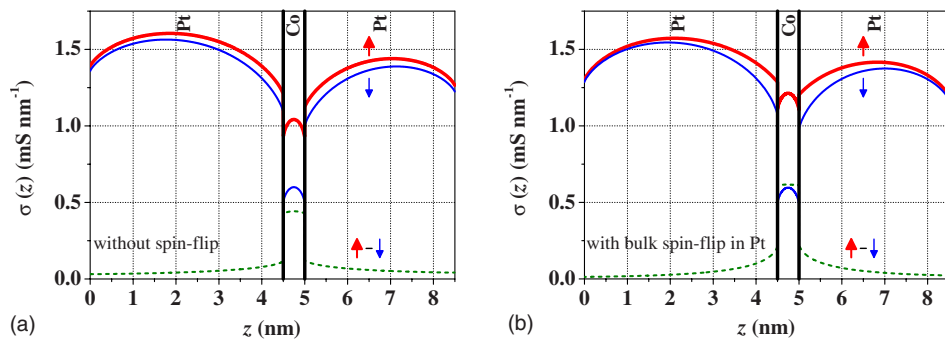 Pt
Co
Pt
σ (z) (mS nm⁻¹)
1.5
1.0
0.5
0.0
without spin-flip
-
0 1 2 3 4 5 6 7 8
z (nm)
(a)
Pt
Co
Pt
σ (z) (mS nm⁻¹)
1.5
1.0
0.5
0.0
with bulk spin-flip in Pt
-
0 1 2 3 4 5 6 7 8
z (nm)
(b)